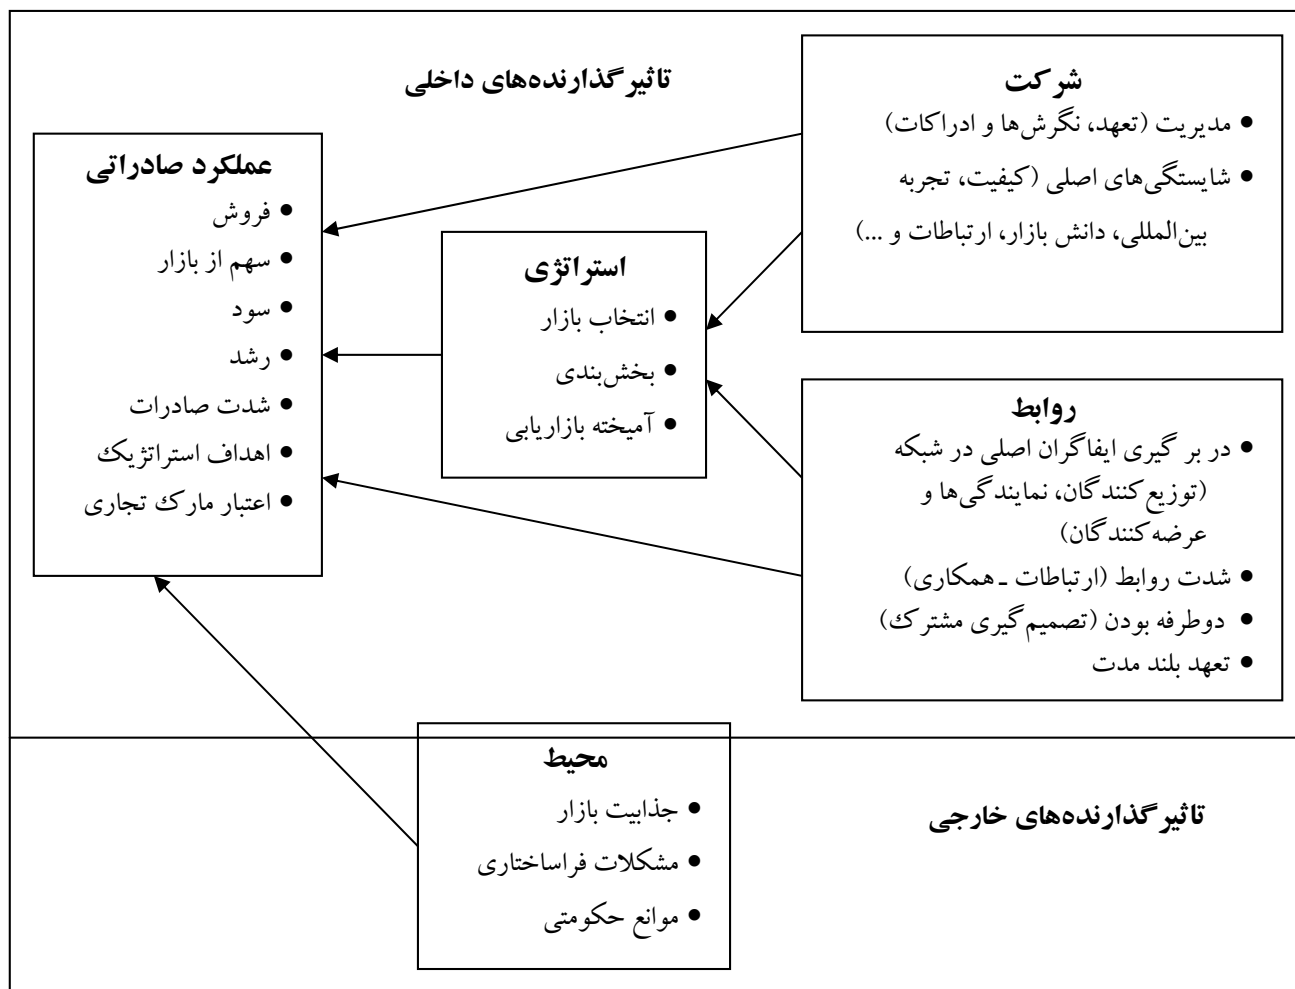 تاثیرگذارنده‌های داخلی
شرکت
• مدیریت (تعهد، نگرش‌ها و ادراکات)
• شایستگی‌های اصلی (کیفیت، تجربه
بین‌المللی، دانش بازار، ارتباطات و ...)
روابط
• در بر گیری ایفاگران اصلی در شبکه
(توزیع‌کنندگان، نمایندگی‌ها و
عرضه‌کنندگان)
• شدت روابط (ارتباطات ـ همکاری)
• دوطرفه بودن (تصمیم‌گیری مشترک)
• تعهد بلند مدت
استراتژی
• انتخاب بازار
• بخش‌بندی
• آمیخته بازاریابی
عملکرد صادراتی
• فروش
• سهم از بازار
• سود
• رشد
• شدت صادرات
• اهداف استراتژیک
• اعتبار مارک تجاری
محیط
• جذابیت بازار
• مشکلات فراساختاری
• موانع حکومتی
تاثیرگذارنده‌های خارجی